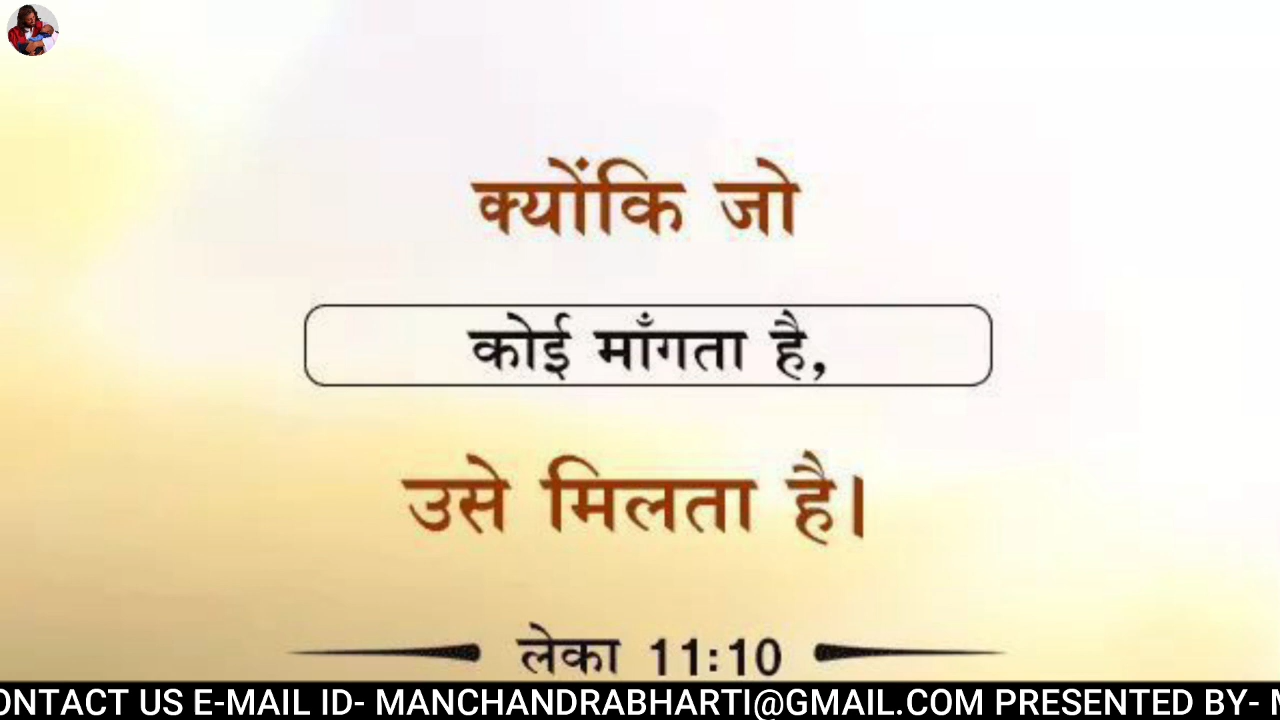 क्योंकि जो
कोई माँगता है,
उसे मिलता है।
लेका 11:10
ONTACT US E-MAIL ID- MANCHANDRABHARTI@GMAIL.COM PRESENTED BY- M